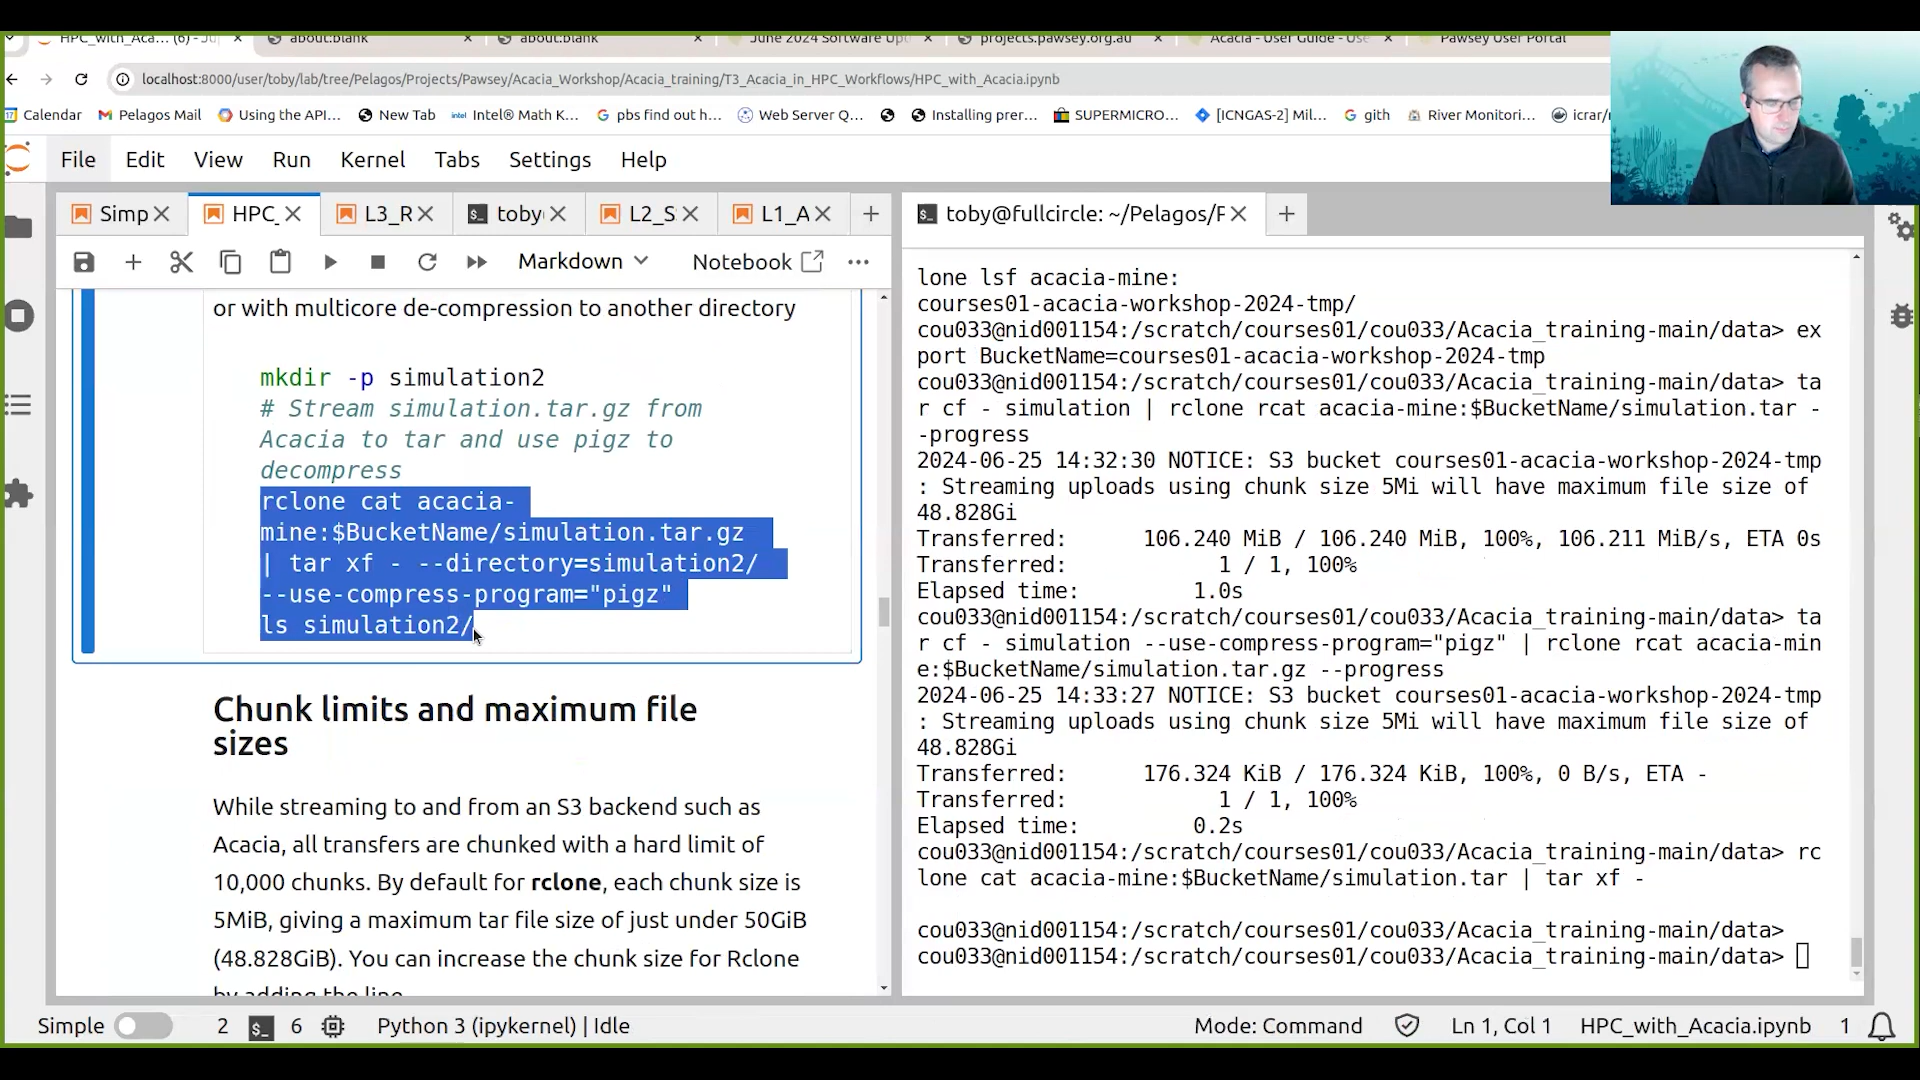 HPC_with_Aca... (6) - Ju
about:blank
about:blank
June 2024 Software Up
projects.pawsey.org.au
Acacia - User Guide - Use
Pawsey User Portal
localhost:8000/user/toby/lab/tree/Pelagos/Projects/Pawsey/Acacia_Workshop/Acacia_training/T3_Acacia_in_HPC_Workflows/HPC_with_Acacia.ipynb
Calendar
Pelagos Mail
Using the API...
New Tab
Intel® Math K...
pbs find out h...
Web Server Q...
Installing prer...
SUPERMICRO...
[ICNGAS-2] Mil...
gith
River Monitori...
icrar/r
File Edit View Run Kernel Tabs Settings Help
Simp
HPC_
L3_R
toby
L2_S
L1_A
toby@fullcircle: ~/Pelagos/F
Markdown
Notebook
or with multicore de-compression to another directory
mkdir -p simulation2
# Stream simulation.tar.gz from
Acacia to tar and use pigz to
decompress
rclone cat acacia-
mine:$BucketName/simulation.tar.gz
| tar xf - --directory=simulation2/
--use-compress-program="pigz"
ls simulation2/
Chunk limits and maximum file
sizes
While streaming to and from an S3 backend such as
Acacia, all transfers are chunked with a hard limit of
10,000 chunks. By default for rclone, each chunk size is
5MiB, giving a maximum tar file size of just under 50GiB
(48.828GiB). You can increase the chunk size for Rclone
by adding the line
lone lsf acacia-mine:
courses01-acacia-workshop-2024-tmp/
cou033@nid001154:/scratch/courses01/cou033/Acacia_training-main/data> ex
port BucketName=courses01-acacia-workshop-2024-tmp
cou033@nid001154:/scratch/courses01/cou033/Acacia_training-main/data> ta
r cf - simulation | rclone rcat acacia-mine:$BucketName/simulation.tar -
-progress
2024-06-25 14:32:30 NOTICE: S3 bucket courses01-acacia-workshop-2024-tmp
: Streaming uploads using chunk size 5Mi will have maximum file size of
48.828Gi
Transferred: 106.240 MiB / 106.240 MiB, 100%, 106.211 MiB/s, ETA 0s
Transferred: 1 / 1, 100%
Elapsed time: 1.0s
cou033@nid001154:/scratch/courses01/cou033/Acacia_training-main/data> ta
r cf - simulation --use-compress-program="pigz" | rclone rcat acacia-min
e:$BucketName/simulation.tar.gz --progress
2024-06-25 14:33:27 NOTICE: S3 bucket courses01-acacia-workshop-2024-tmp
: Streaming uploads using chunk size 5Mi will have maximum file size of
48.828Gi
Transferred: 176.324 KiB / 176.324 KiB, 100%, 0 B/s, ETA -
Transferred: 1 / 1, 100%
Elapsed time: 0.2s
cou033@nid001154:/scratch/courses01/cou033/Acacia_training-main/data> rc
lone cat acacia-mine:$BucketName/simulation.tar | tar xf -
cou033@nid001154:/scratch/courses01/cou033/Acacia_training-main/data>
cou033@nid001154:/scratch/courses01/cou033/Acacia_training-main/data>
Simple 2 6 Python 3 (ipykernel) | Idle Mode: Command Ln 1, Col 1 HPC_with_Acacia.ipynb 1